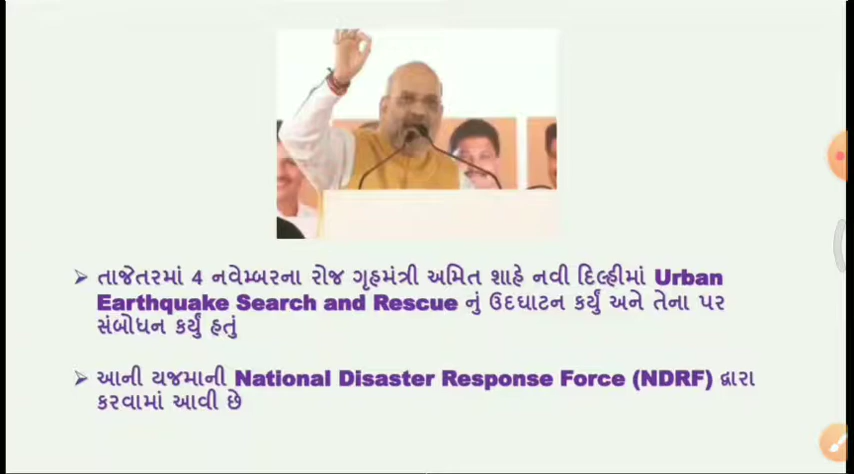 ➢ તાજેતરમાં 4 નવેમ્બરના રોજ ગૃહમંત્રી અમિત શાહે નવી દિલ્હીમાં Urban
Earthquake Search and Rescue નું ઉદઘાટન કર્યું અને તેના પર
સંબોધન કર્યું હતું
➢ આની યજમાની National Disaster Response Force (NDRF) દ્વારા
કરવામાં આવી છે